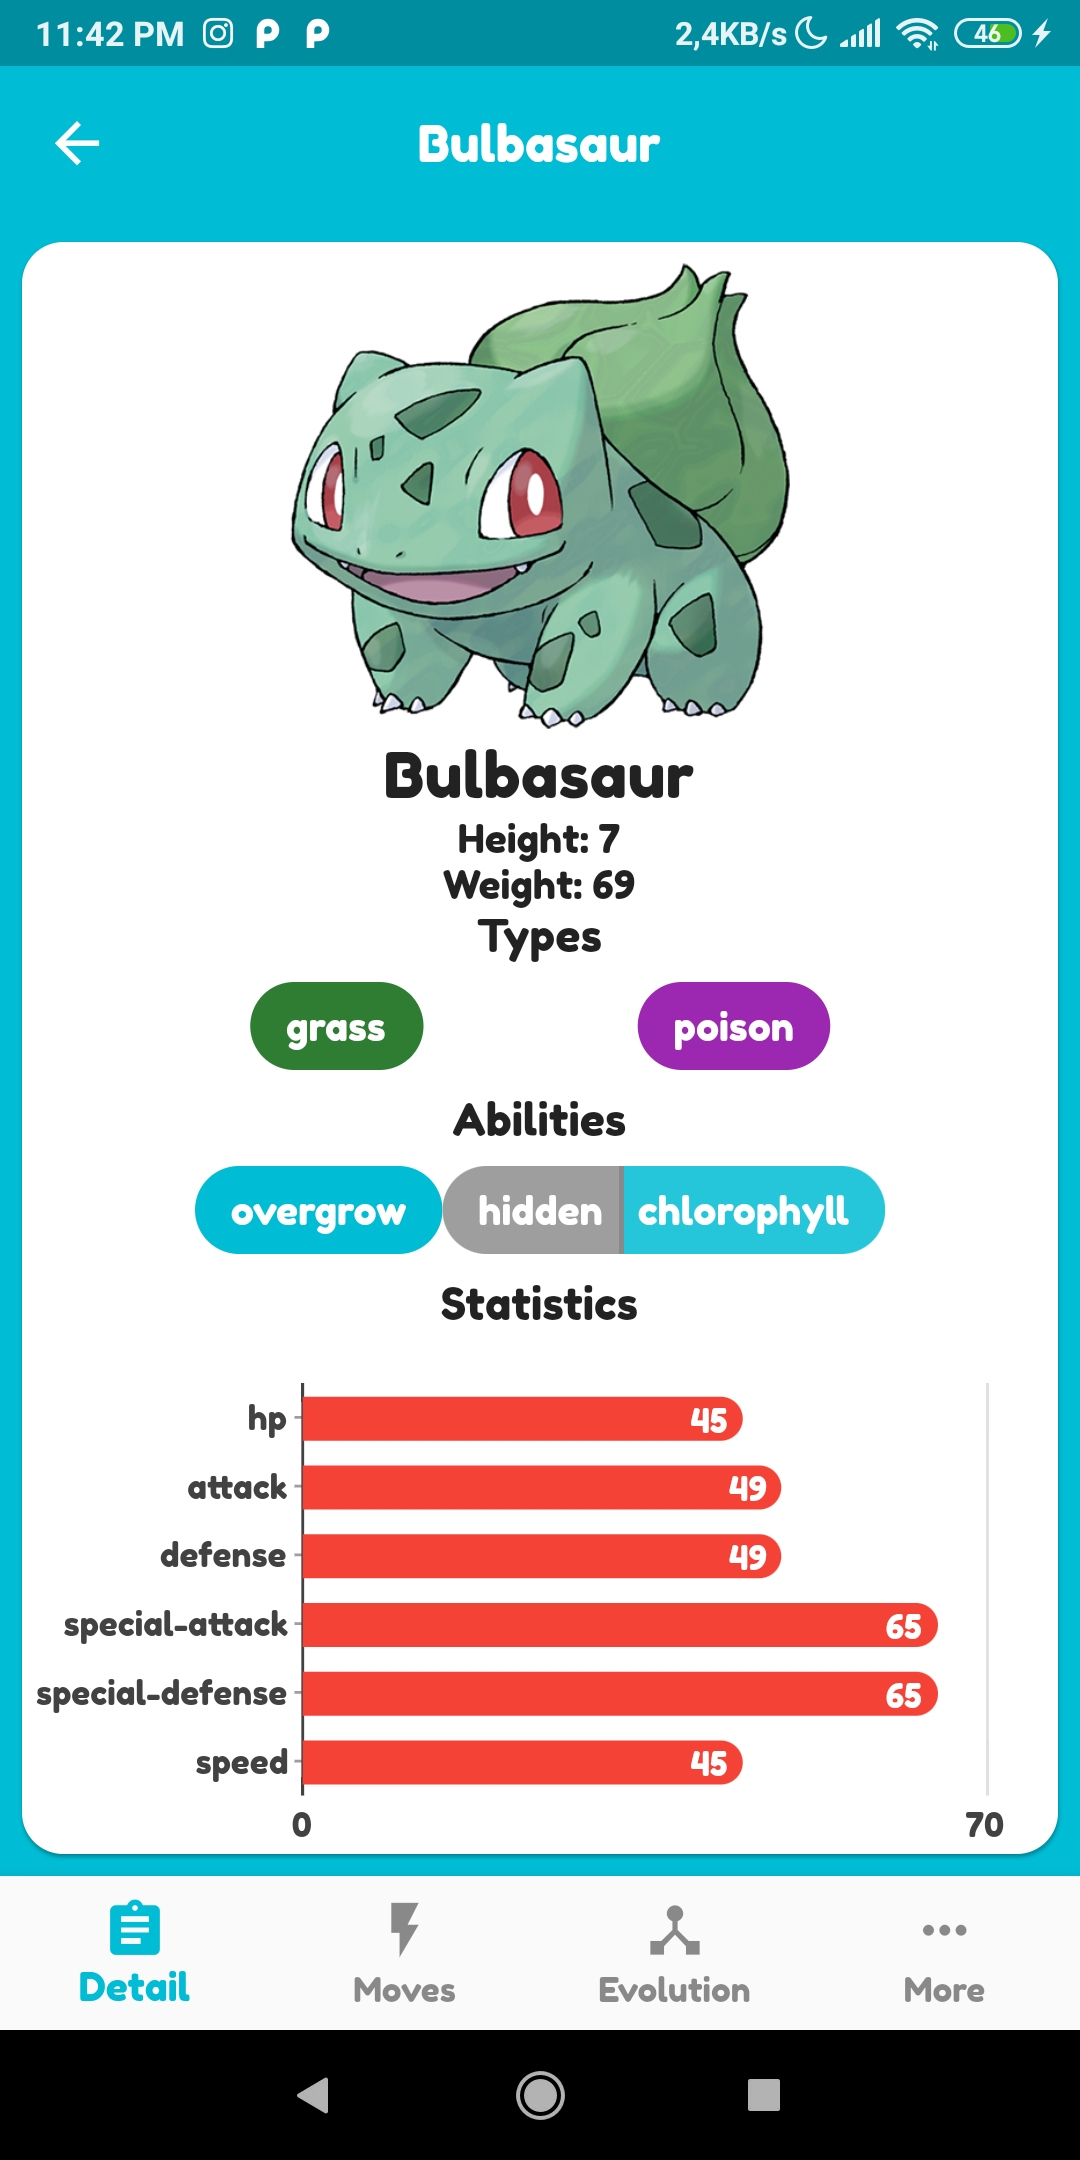 11:42 PM 2,4KB/s 46
Bulbasaur
Bulbasaur
Height: 7
Weight: 69
Types
grass poison
Abilities
overgrow hidden chlorophyll
Statistics
hp 45
attack 49
defense 49
special-attack 65
special-defense 65
speed 45
0 70
Detail Moves Evolution More